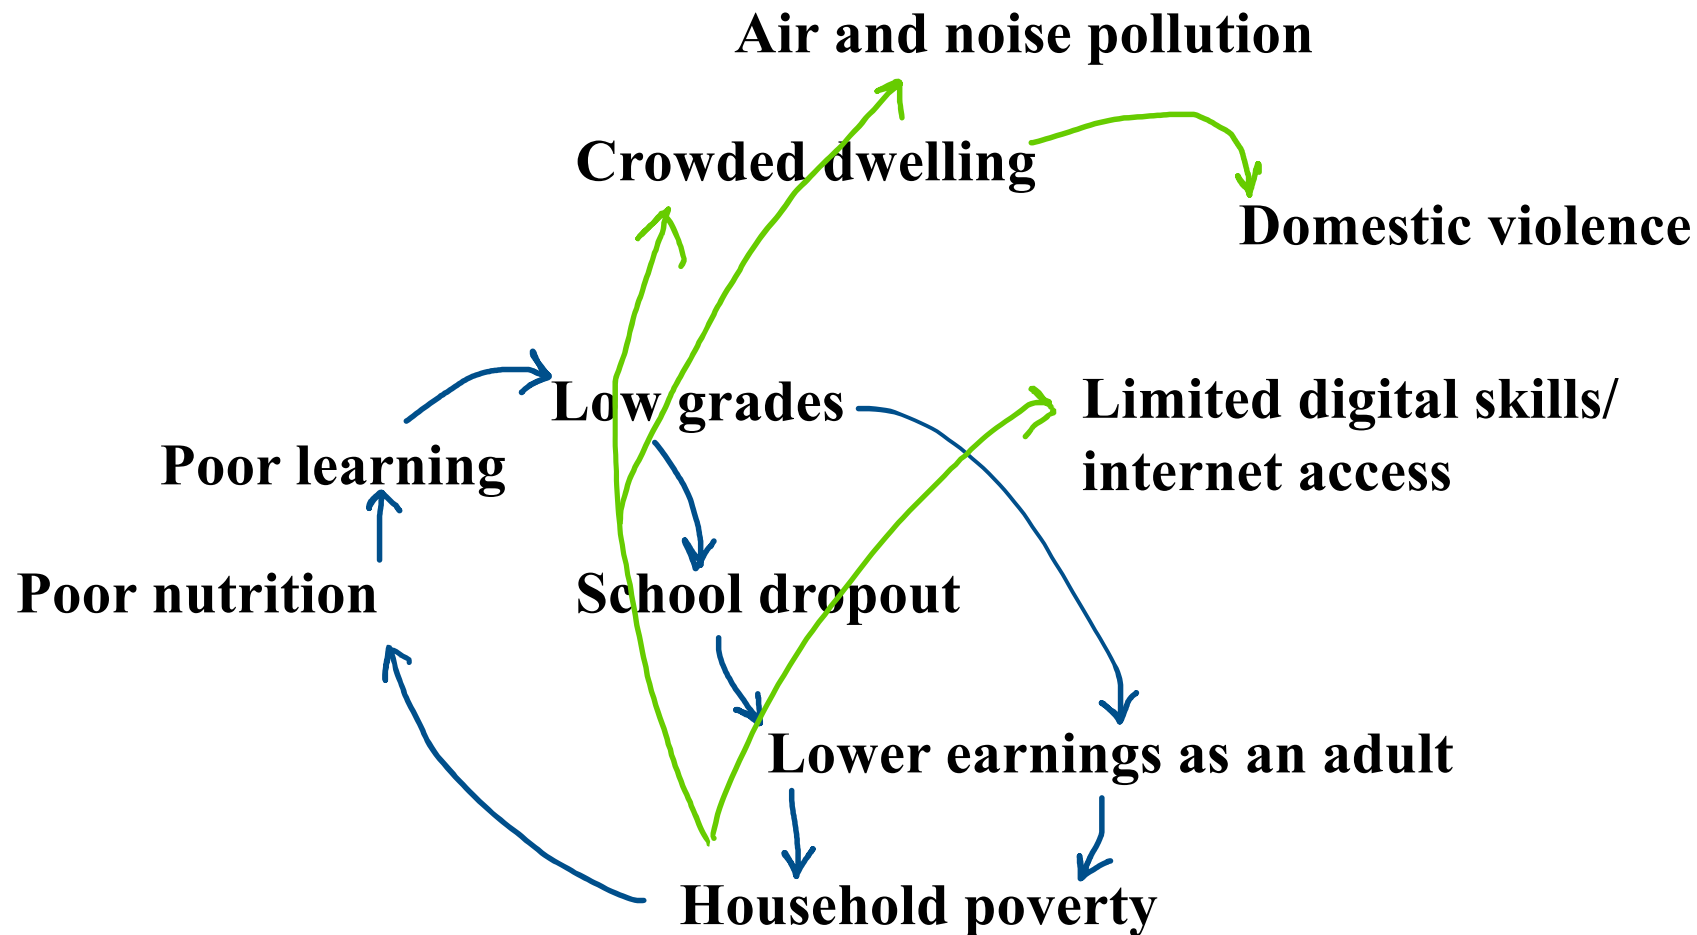 Air and noise pollution
Crowded dwelling
Domestic violence
Low grades
Limited digital skills/
internet access
Poor learning
Poor nutrition
School dropout
Lower earnings as an adult
Household poverty